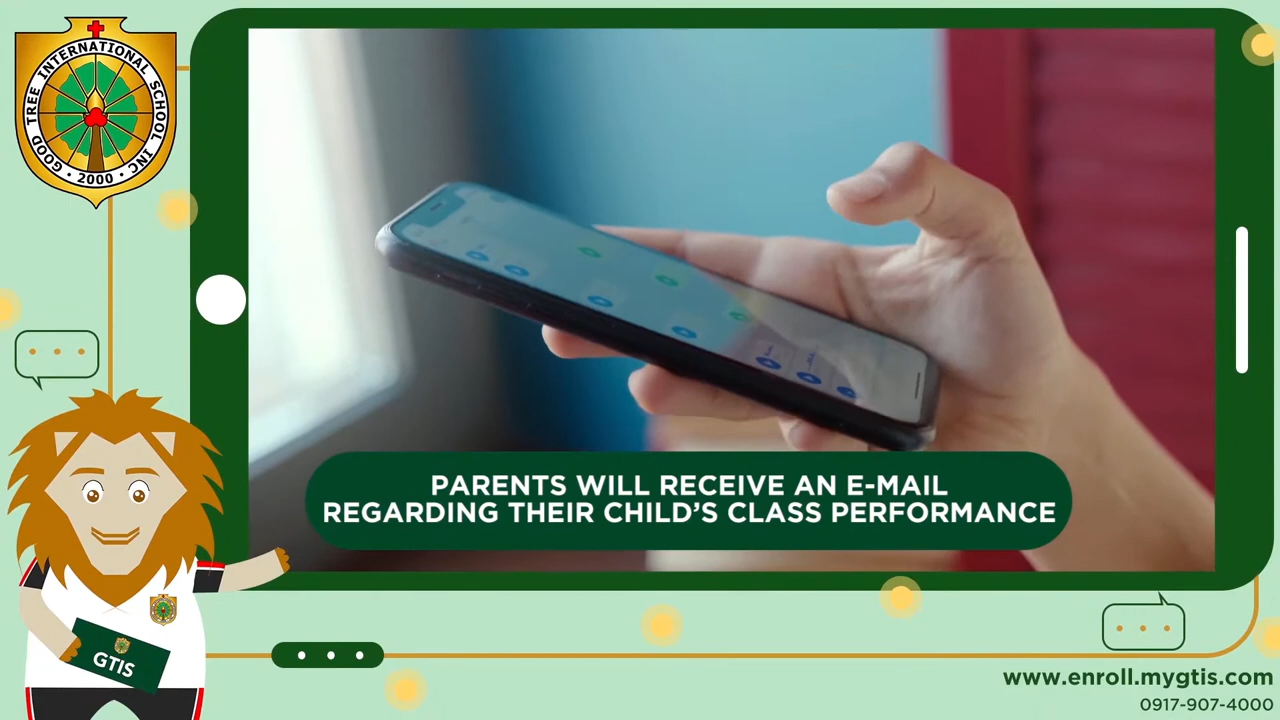 GOOD TREE INTERNATIONAL SCHOOL INC
· 2000 ·
PARENTS WILL RECEIVE AN E-MAIL
REGARDING THEIR CHILD'S CLASS PERFORMANCE
GTIS
www.enroll.mygtis.com
0917-907-4000